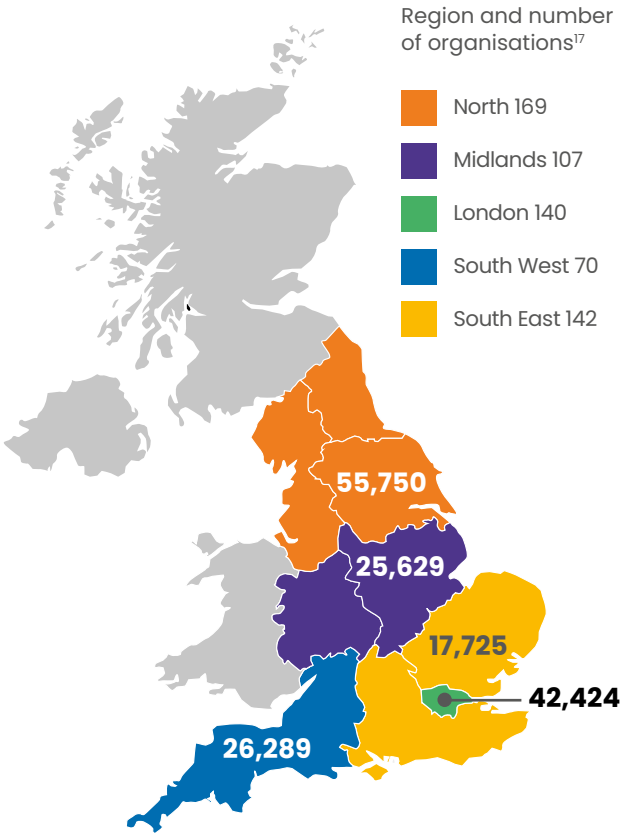 Region and number
of organisations¹⁷
North 169
Midlands 107
London 140
South West 70
South East 142
55,750
25,629
17,725
42,424
26,289